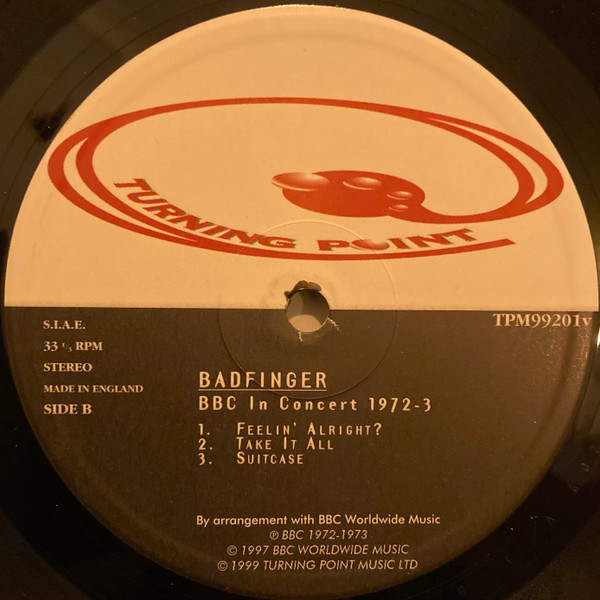 TURNING POINT
S.I.A.E.
33 ⅓ RPM
STEREO
MADE IN ENGLAND
SIDE B
TPM99201v
BADFINGER
BBC In Concert 1972-3
1. Feelin' Alright?
2. Take It All
3. Suitcase
By arrangement with BBC Worldwide Music
℗ BBC 1972-1973
© 1997 BBC WORLDWIDE MUSIC
© 1999 TURNING POINT MUSIC LTD